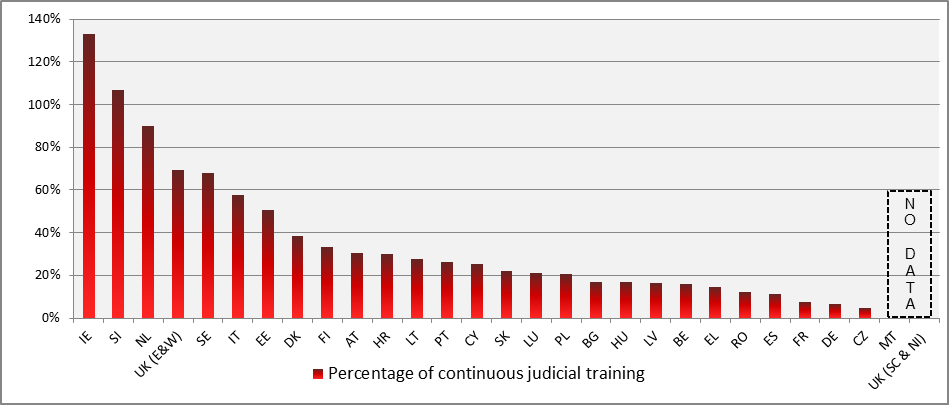 140%
120%
100%
80%
60%
40%
20%
0%
NO DATA
IE
SI
NL
UK (E&W)
SE
IT
EE
DK
FI
AT
HR
LT
PT
CY
SK
LU
PL
BG
HU
LV
BE
EL
RO
ES
FR
DE
CZ
MT
UK (SC & NI)
Percentage of continuous judicial training